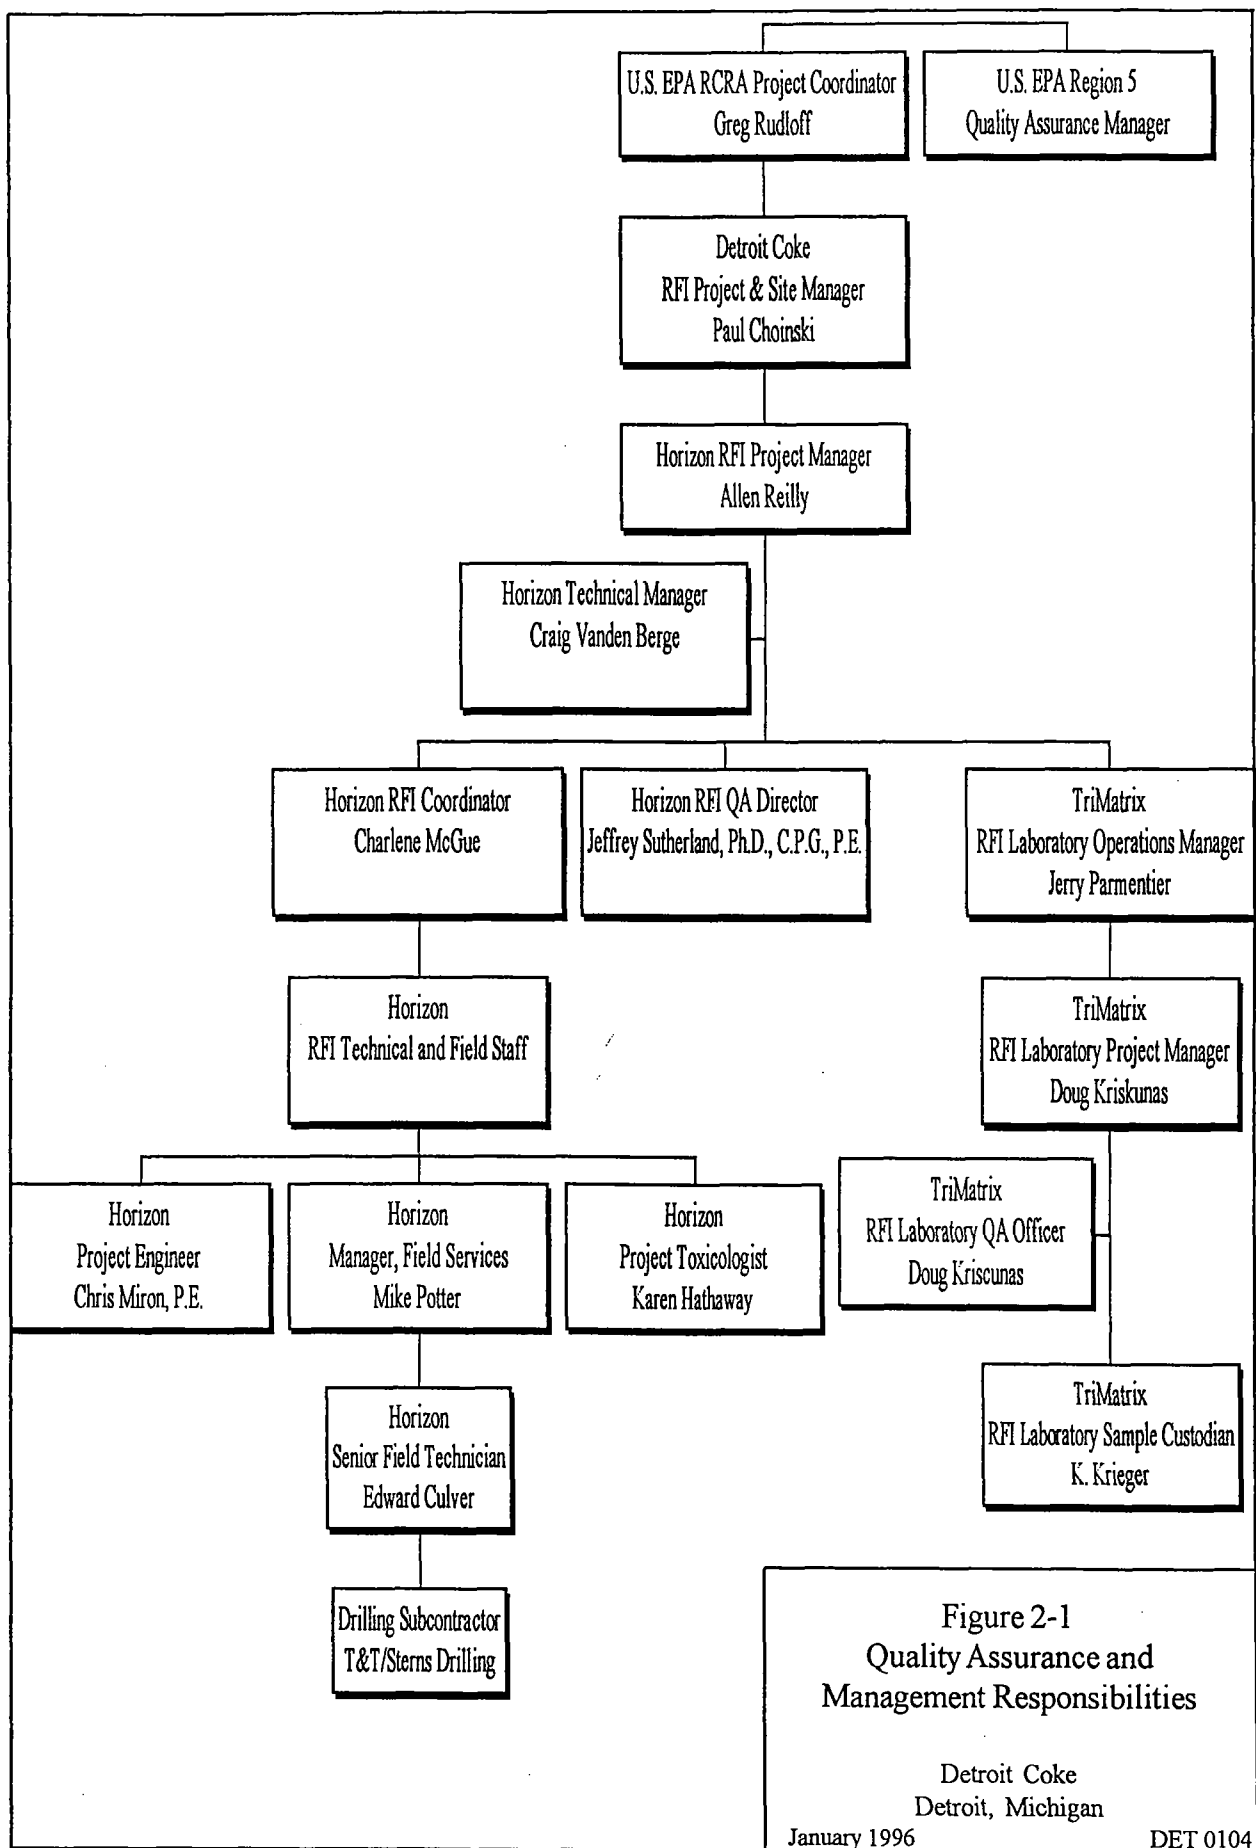 U.S. EPA RCRA Project Coordinator
Greg Rudloff
U.S. EPA Region 5
Quality Assurance Manager
Detroit Coke
RFI Project & Site Manager
Paul Choinski
Horizon RFI Project Manager
Allen Reilly
Horizon Technical Manager
Craig Vanden Berge
Horizon RFI Coordinator
Charlene McGue
Horizon RFI QA Director
Jeffrey Sutherland, Ph.D., C.P.G., P.E.
TriMatrix
RFI Laboratory Operations Manager
Jerry Parmentier
Horizon
RFI Technical and Field Staff
TriMatrix
RFI Laboratory Project Manager
Doug Kriskunas
Horizon
Project Engineer
Chris Miron, P.E.
Horizon
Manager, Field Services
Mike Potter
Horizon
Project Toxicologist
Karen Hathaway
TriMatrix
RFI Laboratory QA Officer
Doug Kriscunas
Horizon
Senior Field Technician
Edward Culver
TriMatrix
RFI Laboratory Sample Custodian
K. Krieger
Drilling Subcontractor
T&T/Sterns Drilling
Figure 2-1
Quality Assurance and
Management Responsibilities
Detroit Coke
Detroit, Michigan
January 1996 DET 0104